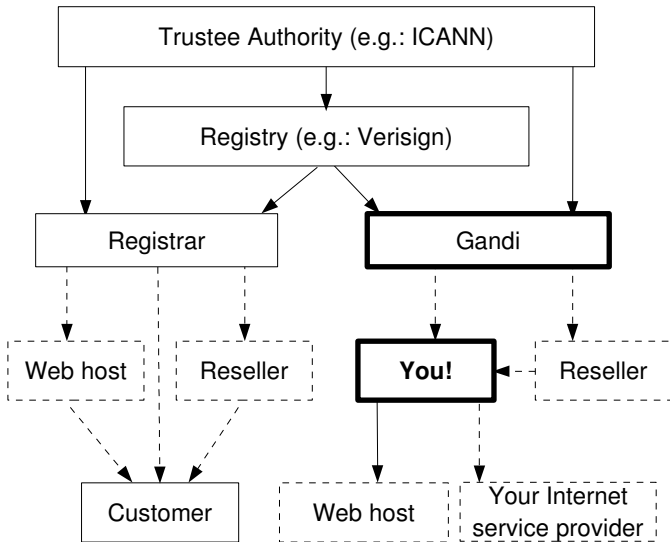 Trustee Authority (e.g.: ICANN)
Registry (e.g.: Verisign)
Registrar
Gandi
Web host
Reseller
You!
Reseller
Customer
Web host
Your Internet
service provider